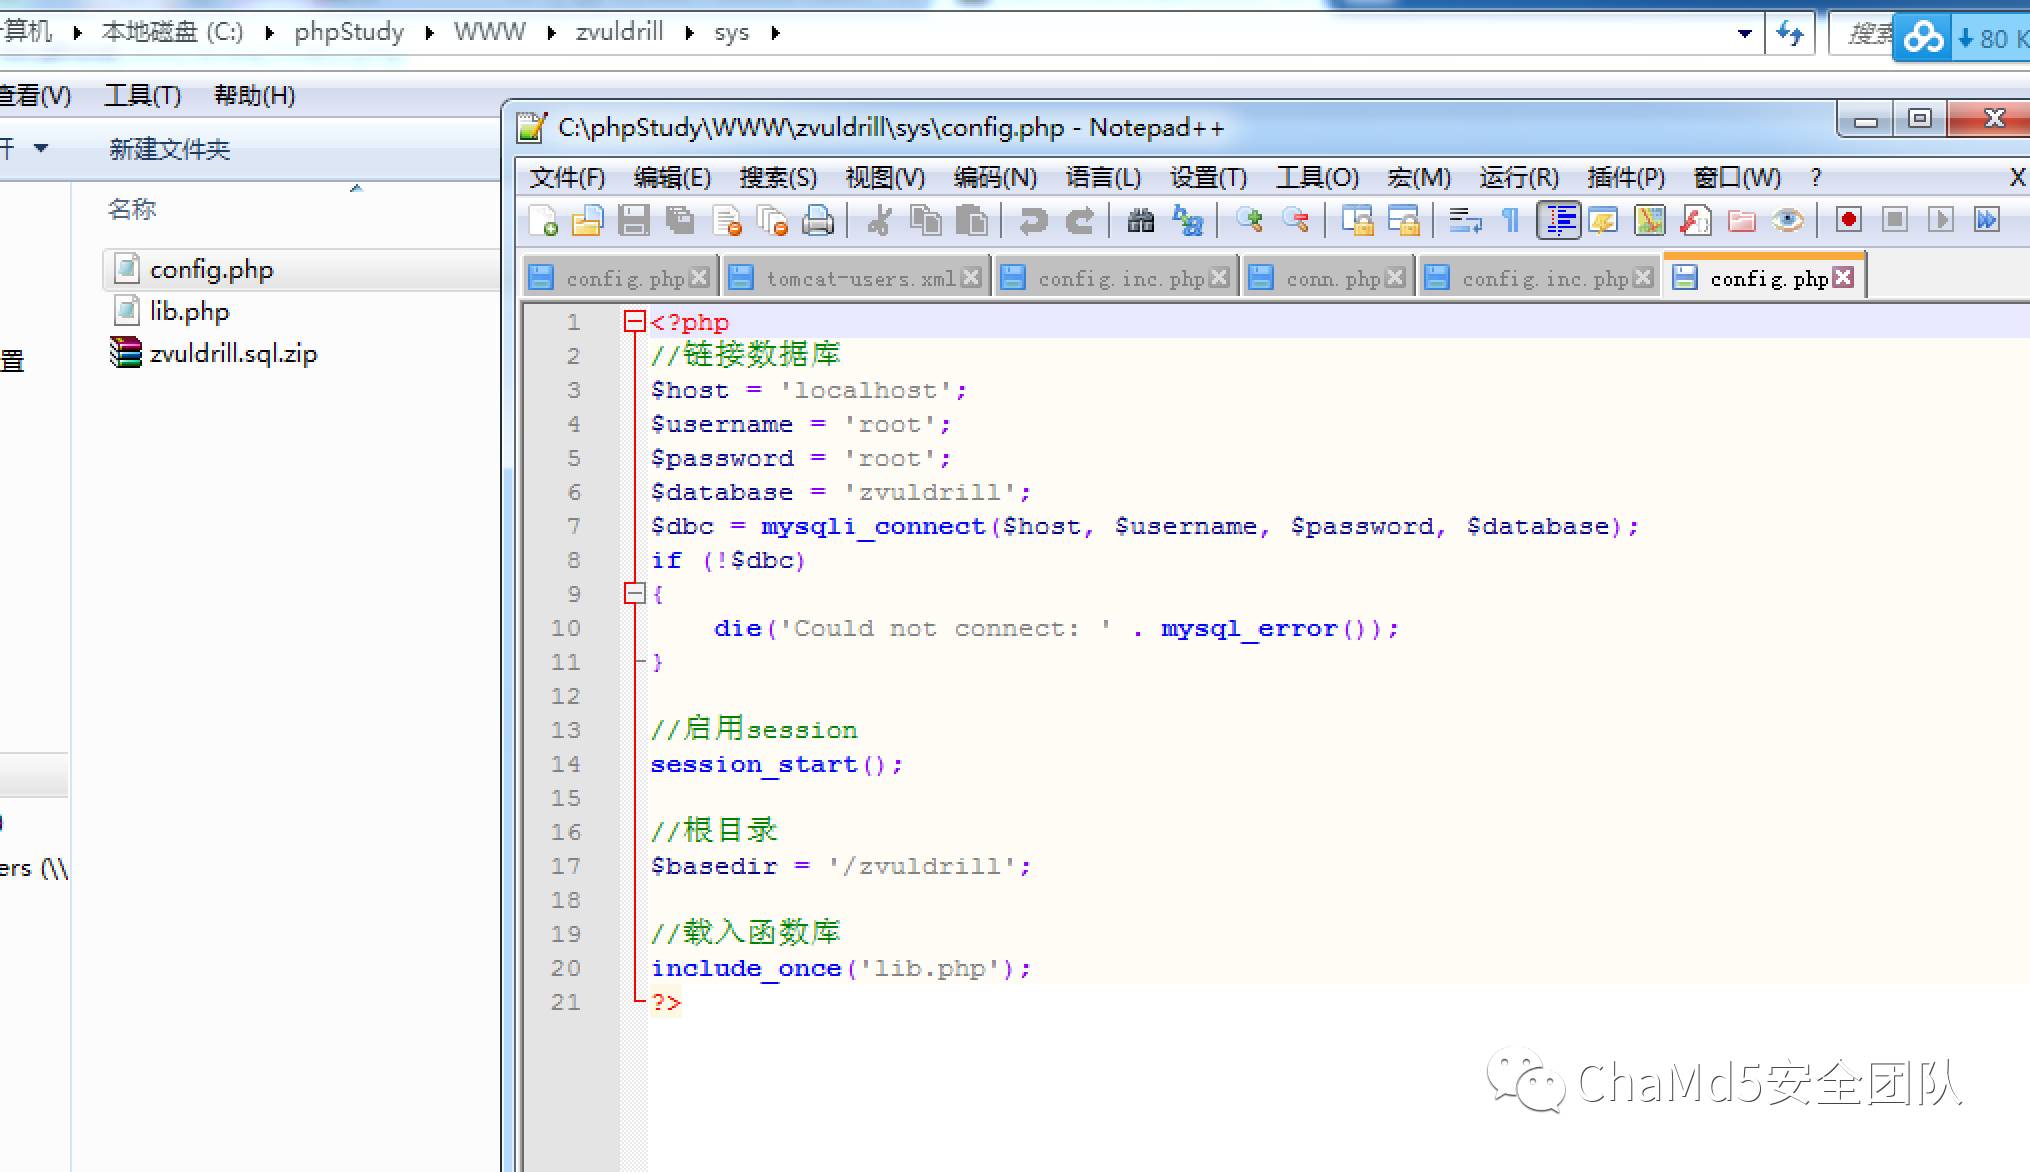 算机 ▶ 本地磁盘 (C:) ▶ phpStudy ▶ WWW ▶ zvuldrill ▶ sys ▶
搜索
80 K
查看(V) 工具(T) 帮助(H)
新建文件夹
名称
config.php
lib.php
zvuldrill.sql.zip
置
ers (\\
C:\phpStudy\WWW\zvuldrill\sys\config.php - Notepad++
文件(F) 编辑(E) 搜索(S) 视图(V) 编码(N) 语言(L) 设置(T) 工具(O) 宏(M) 运行(R) 插件(P) 窗口(W) ? X
config.php tomcat-users.xml config.inc.php conn.php config.inc.php config.php
1 <?php
2 //链接数据库
3 $host = 'localhost';
4 $username = 'root';
5 $password = 'root';
6 $database = 'zvuldrill';
7 $dbc = mysqli_connect($host, $username, $password, $database);
8 if (!$dbc)
9 {
10 die('Could not connect: ' . mysql_error());
11 }
12
13 //启用session
14 session_start();
15
16 //根目录
17 $basedir = '/zvuldrill';
18
19 //载入函数库
20 include_once('lib.php');
21 ?>
ChaMd5安全团队